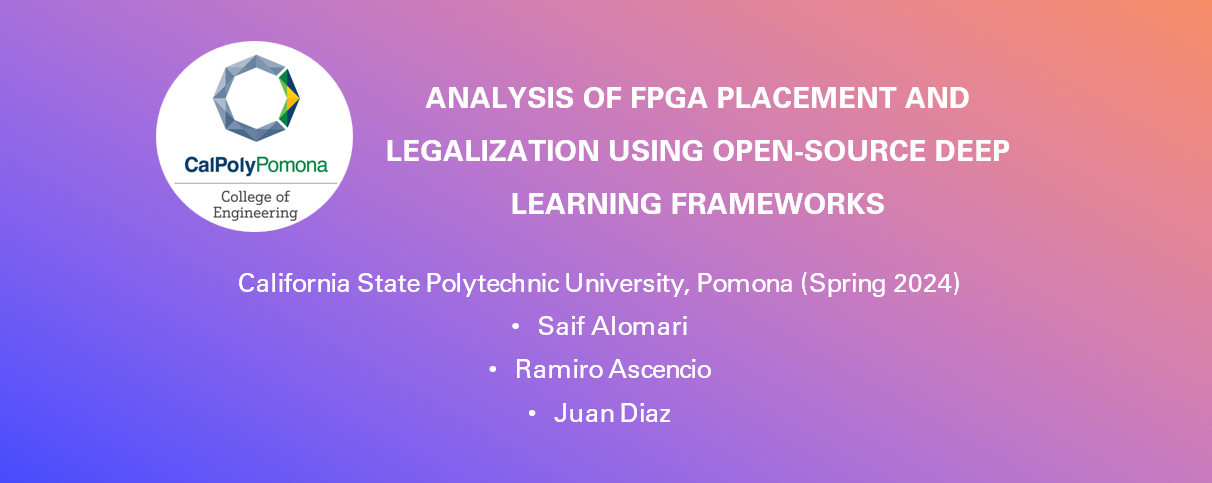 CalPolyPomona
College of
Engineering
ANALYSIS OF FPGA PLACEMENT AND
LEGALIZATION USING OPEN-SOURCE DEEP
LEARNING FRAMEWORKS
California State Polytechnic University, Pomona (Spring 2024)
• Saif Alomari
• Ramiro Ascencio
• Juan Diaz